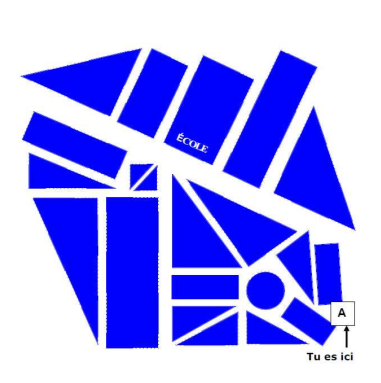 ÉCOLE
A
Tu es ici